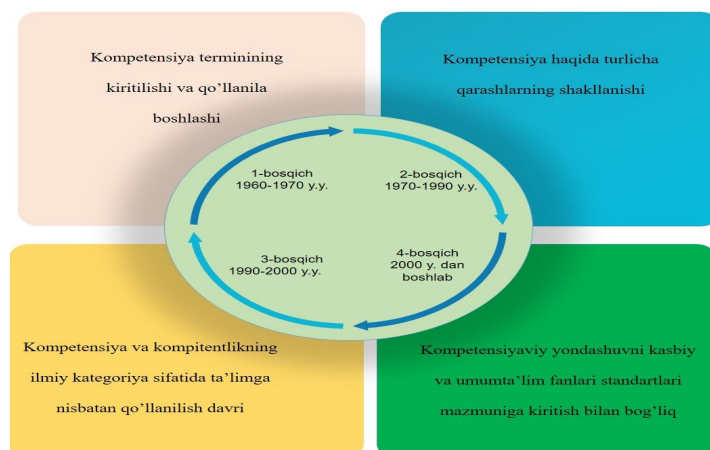 Kompetensiya terminining
kiritilishi va qo’llanila
boshlashi
Kompetensiya haqida turlicha
qarashlarning shakllanishi
1-bosqich
1960-1970 y.y.
2-bosqich
1970-1990 y.y.
3-bosqich
1990-2000 y.y.
4-bosqich
2000 y. dan
boshlab
Kompetensiya va kompitentlikning
ilmiy kategoriya sifatida ta’limga
nisbatan qo’llanilish davri
Kompetensiyaviy yondashuvni kasbiy
va umumta’lim fanlari standartlari
mazmuniga kiritish bilan bog’liq